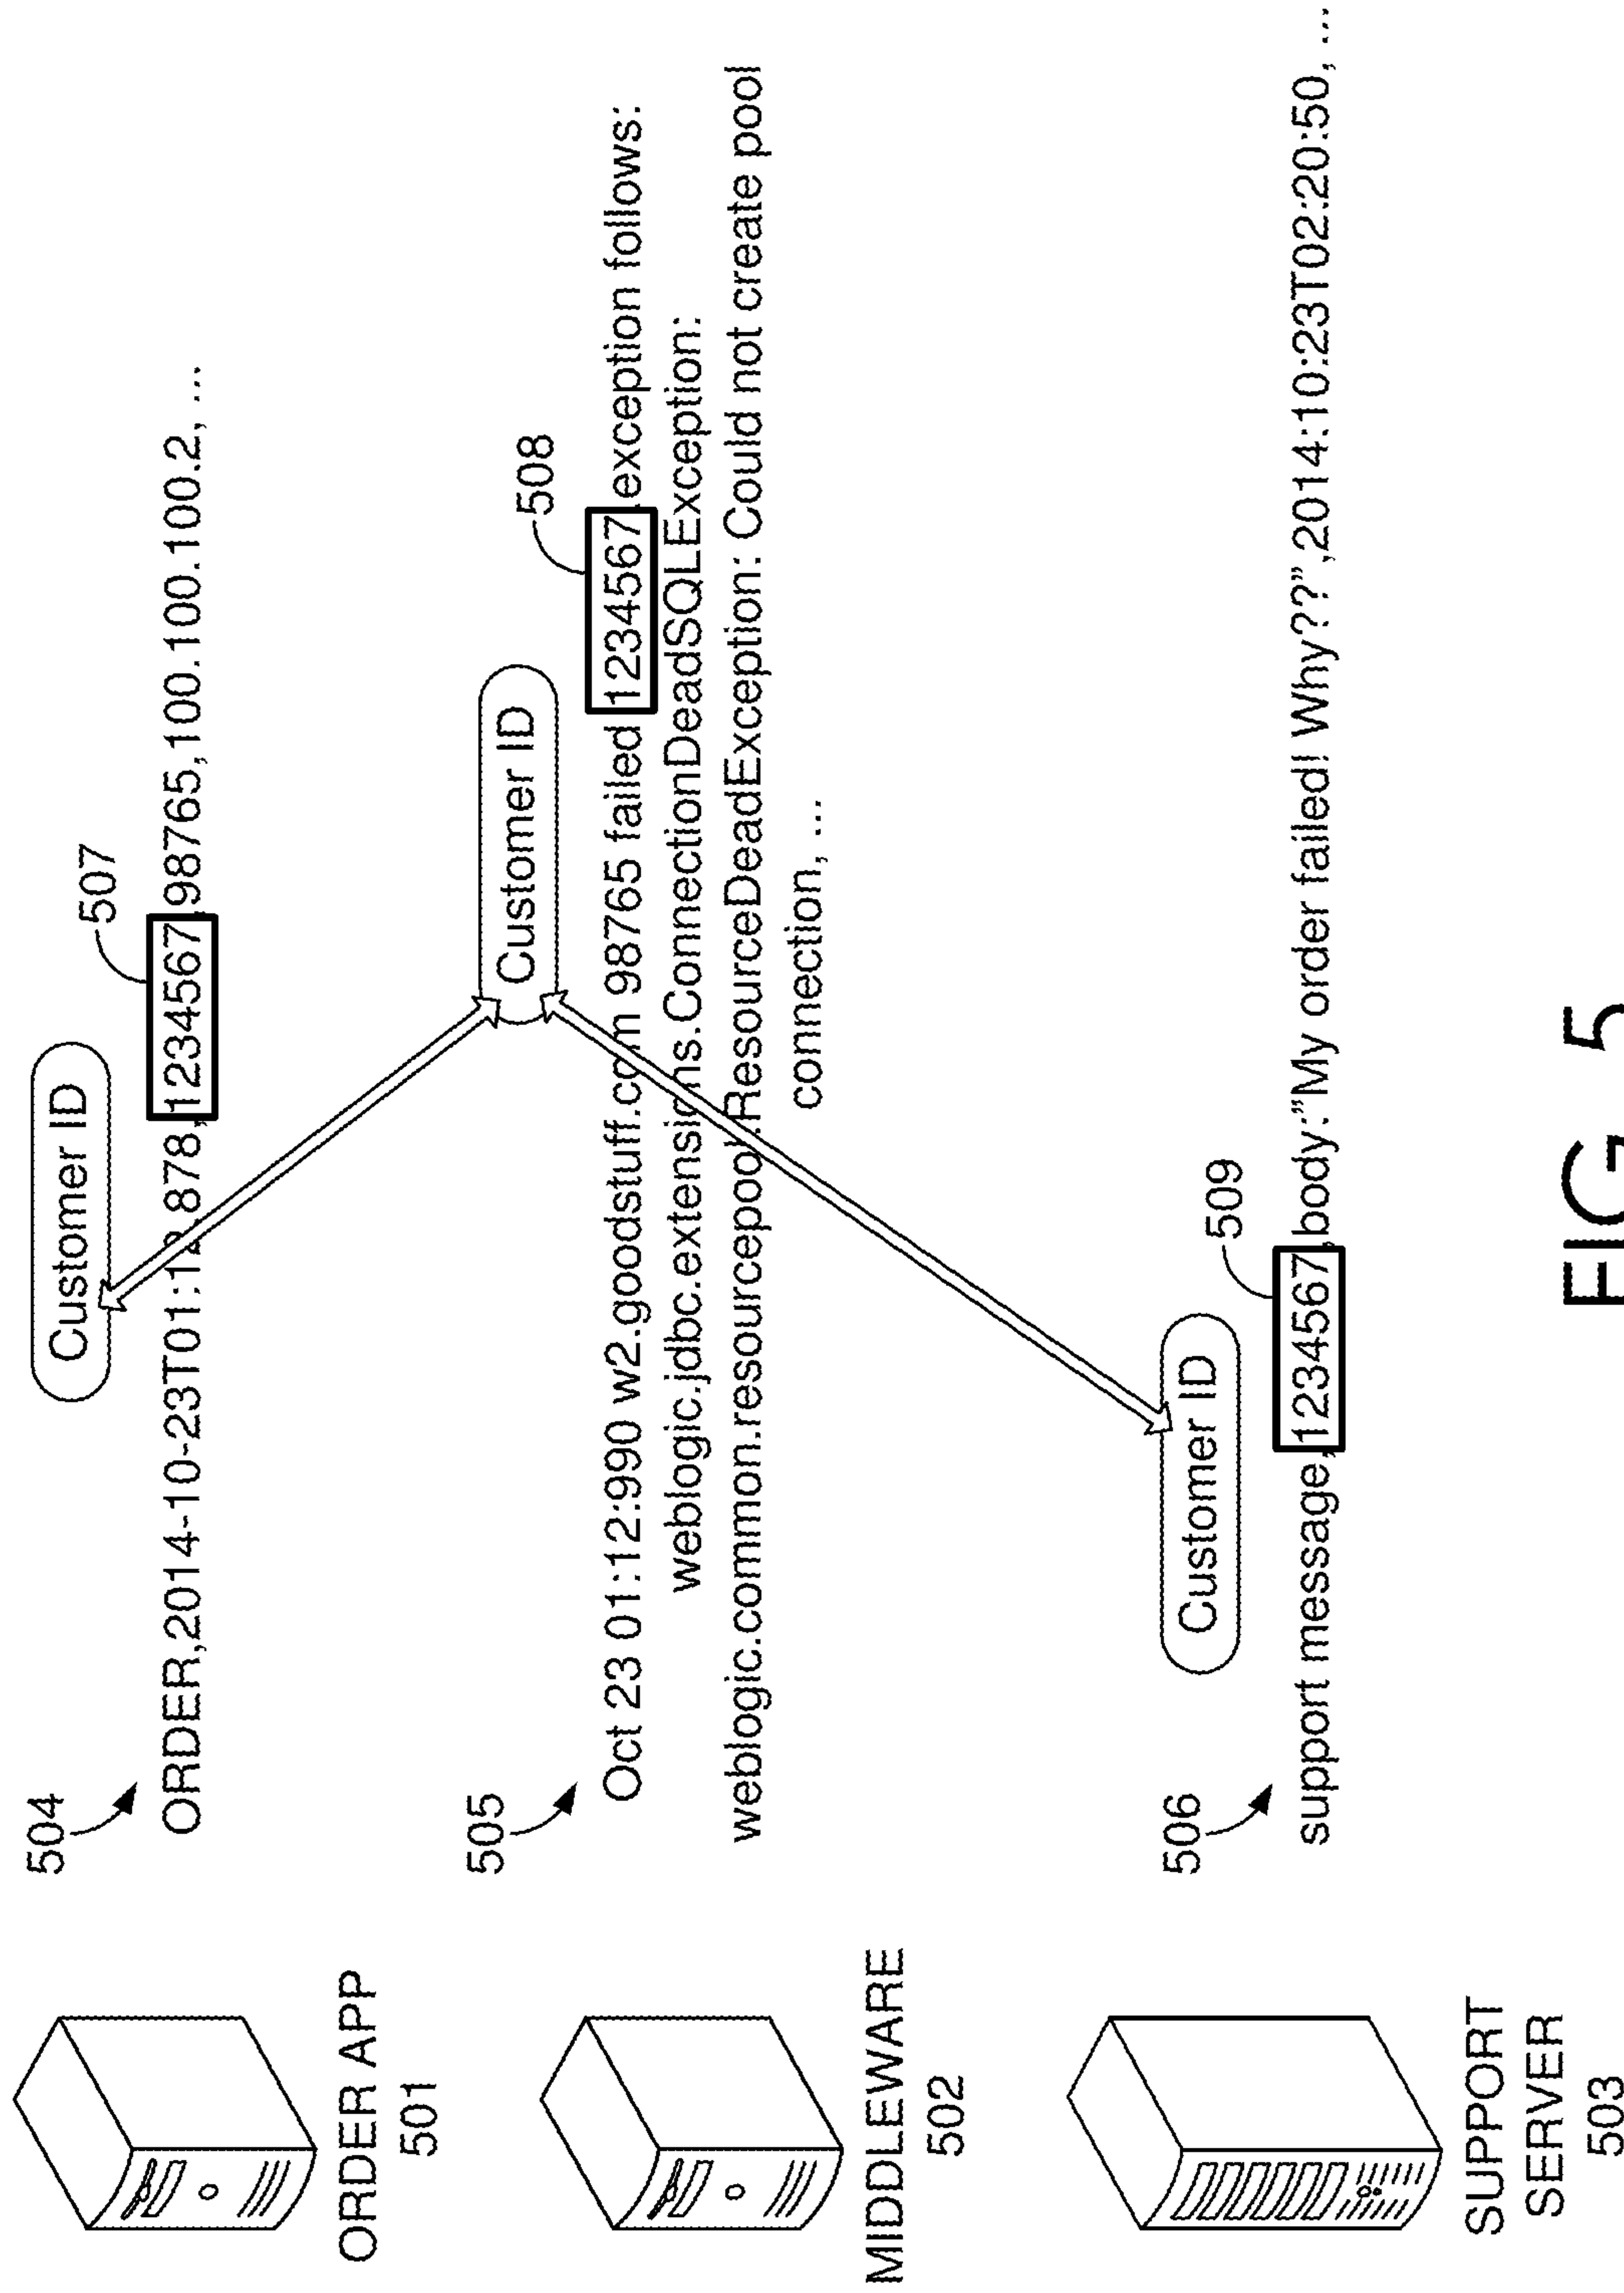 504
Customer ID
507
ORDER,2014-10-23T01:12.878,1234567,98765,100.100.100.2, ...
ORDER APP
501
505
Customer ID
508
Oct 23 01:12:990 w2.goodstuff.com 98765 failed 1234567 exception follows:
weblogic.jdbc.extensions.ConnectionDeadSQLException:
weblogic.common.resourcepool.ResourceDeadException: Could not create pool
connection, ...
MIDDLEWARE
502
506
Customer ID
509
support message,1234567,body:"My order failed! Why???",2014:10:23T02:20:50, ...
SUPPORT
SERVER
503
FIG. 5